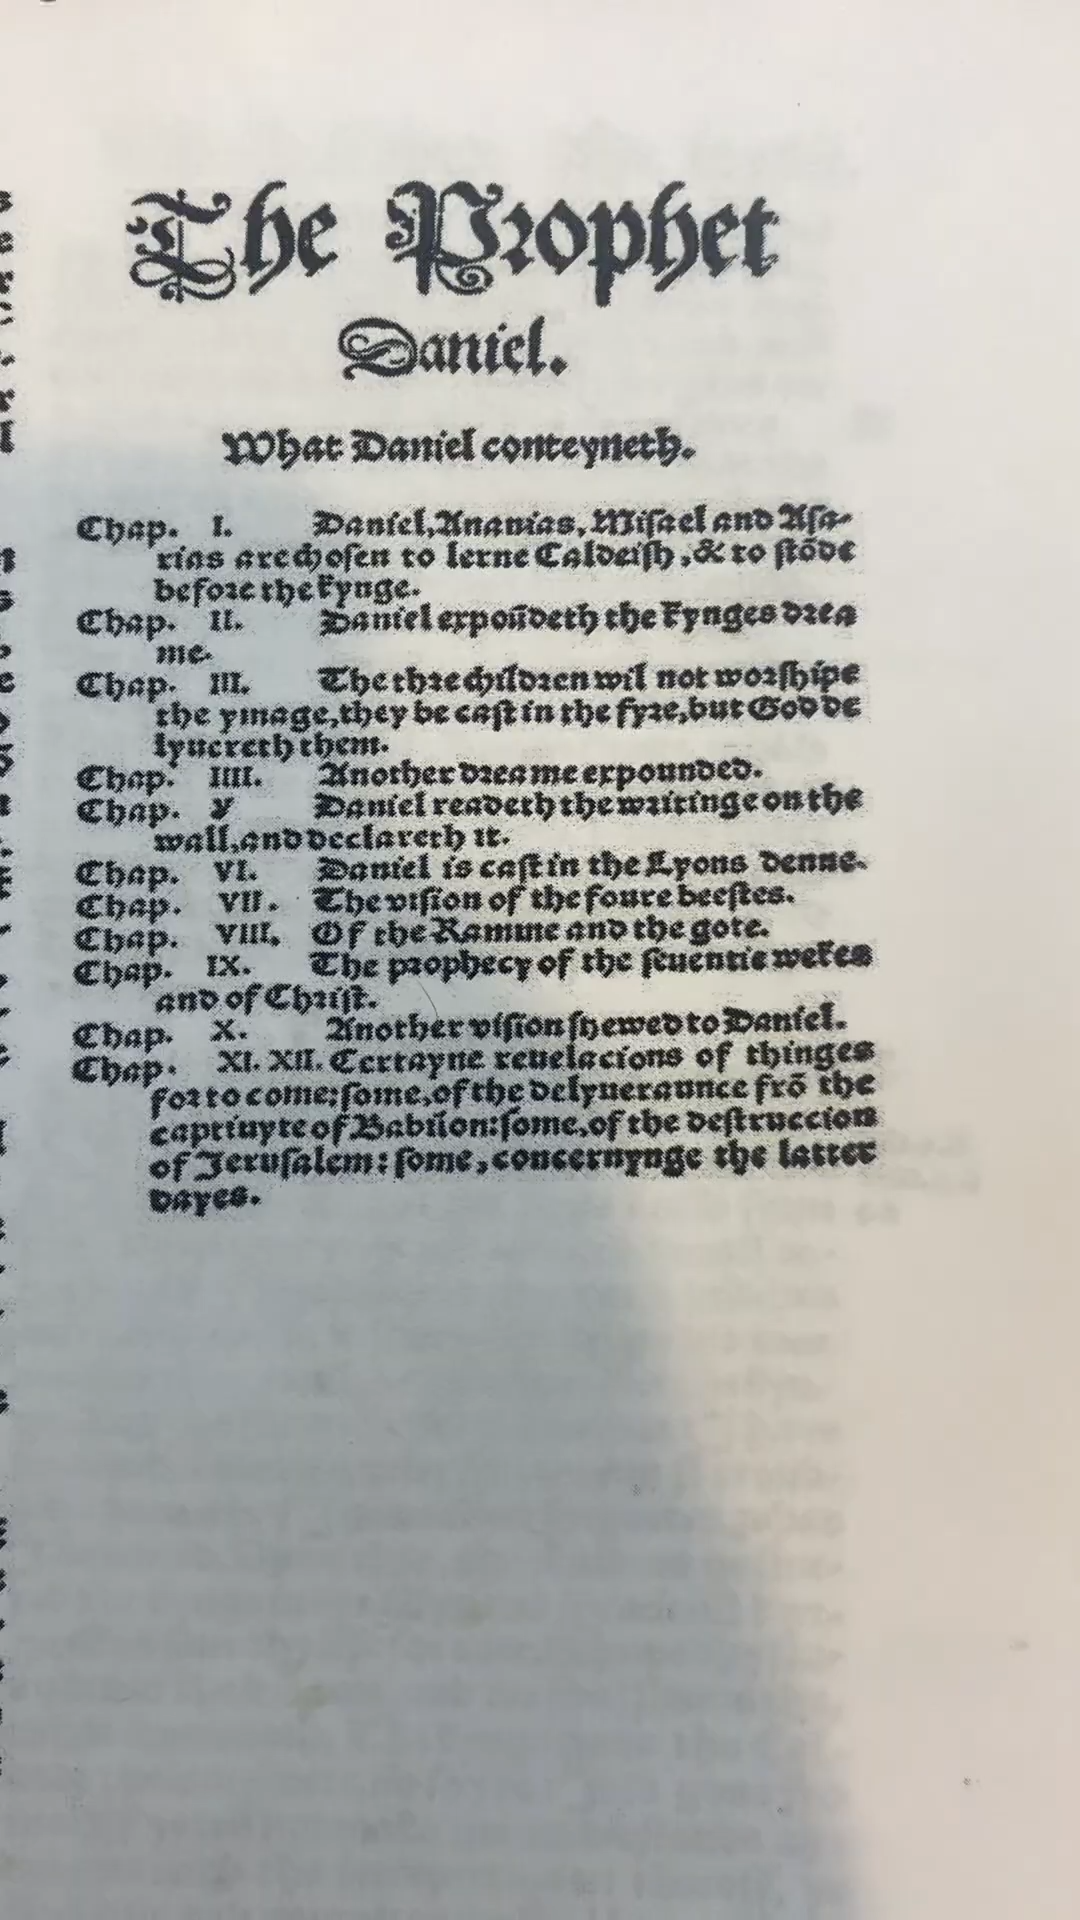 The Prophet
Daniel.
What Daniel conteyneth.
Chap. I. Daniel, Ananias, Misael and Asa-
rias are chosen to lerne Caldeish, & to stõde
before the kynge.
Chap. II. Daniel expoũdeth the kynges drea
me.
Chap. III. The thre children wil not worshipe
the ymage, they be cast in the fyre, but God de
lyuereth them.
Chap. IIII. Another dreame expounded.
Chap. V Daniel readeth the writinge on the
wall, and declareth it.
Chap. VI. Daniel is cast in the Lyons denne.
Chap. VII. The vision of the foure beestes.
Chap. VIII. Of the Ramme and the gote.
Chap. IX. The prophecy of the seuentie wekes
and of Christ.
Chap. X. Another vision shewed to Daniel.
Chap. XI. XII. Certayne reuelacions of thinges
for to come; some, of the delyueraunce frõ the
captiuyte of Babilon: some, of the destruccion
of Jerusalem: some, concernynge the latter
dayes.